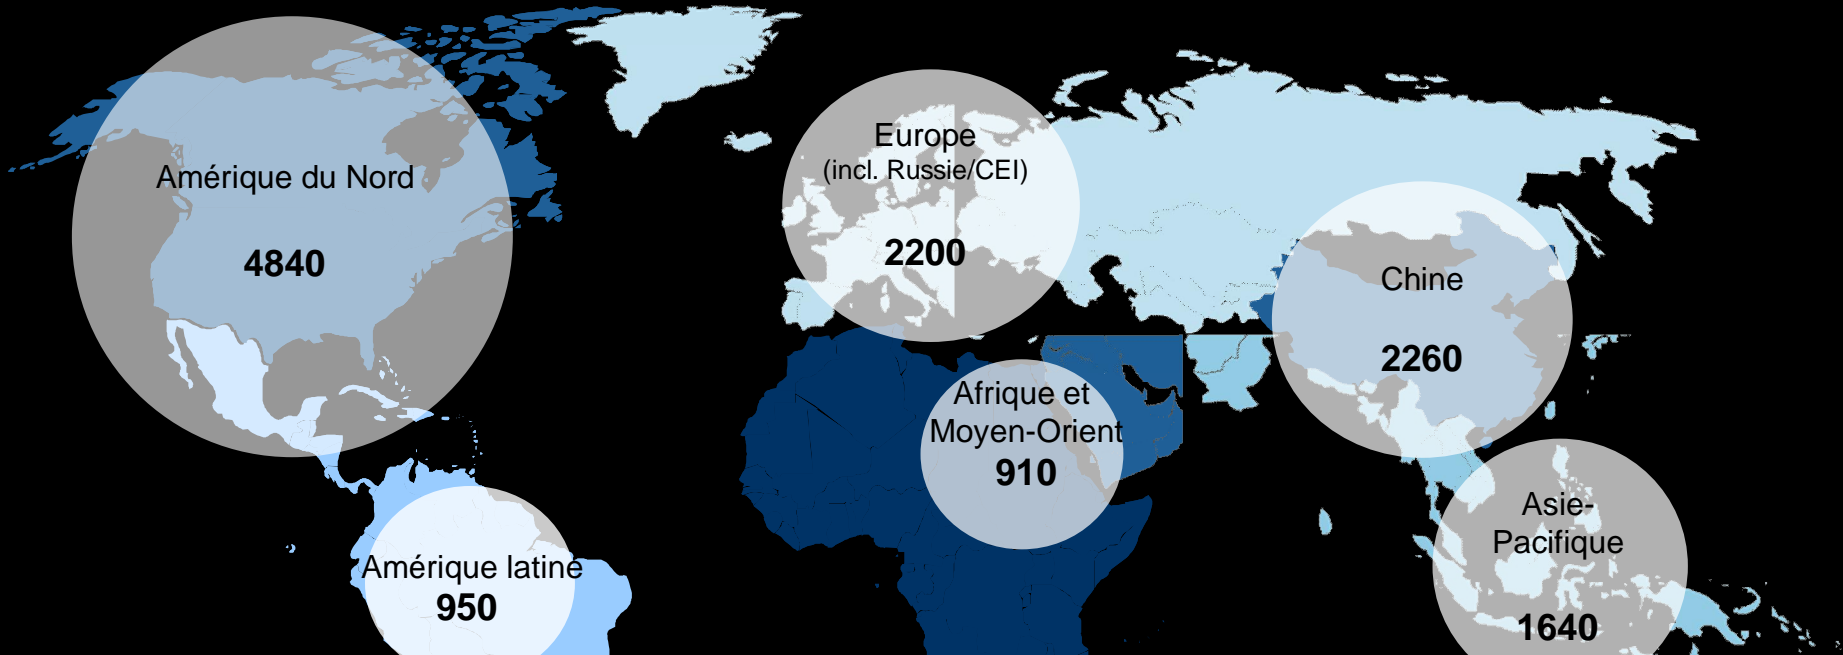 Amérique du Nord
4840
Europe
(incl. Russie/CEI)
2200
Chine
2260
Afrique et
Moyen-Orient
910
Amérique latine
950
Asie-
Pacifique
1640